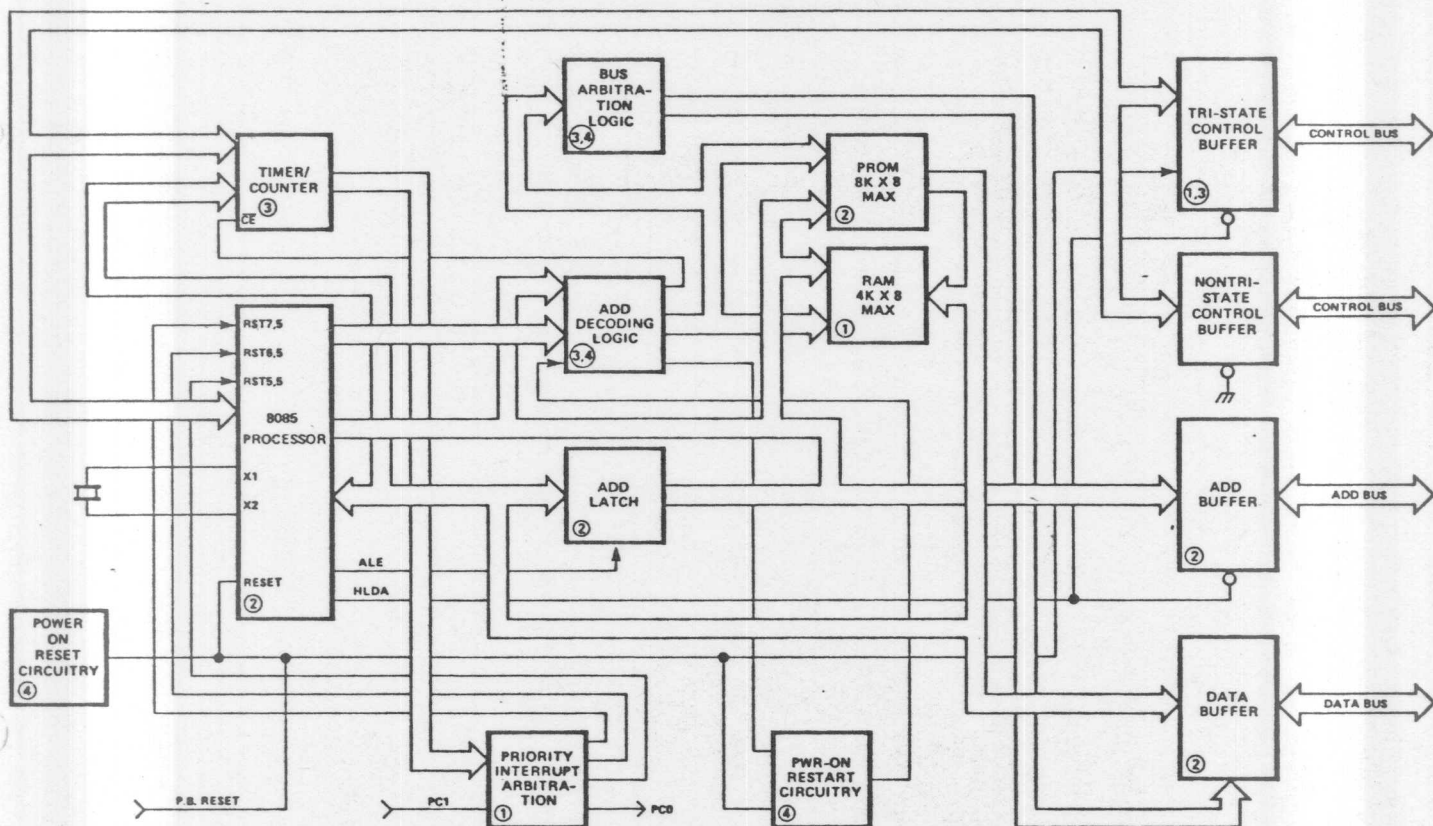 BUS
ARBITRA-
TION
LOGIC
3,4
TRI-STATE
CONTROL
BUFFER
1,3
CONTROL BUS
TIMER/
COUNTER
3
CE
PROM
8K X 8
MAX
2
RAM
4K X 8
MAX
1
NONTRI-
STATE
CONTROL
BUFFER
CONTROL BUS
RST7,5
RST6,5
RST5,5
8085
PROCESSOR
X1
X2
RESET
2
ADD
DECODING
LOGIC
3,4
ADD
LATCH
2
ALE
HLDA
ADD
BUFFER
2
ADD BUS
POWER
ON
RESET
CIRCUITRY
4
DATA
BUFFER
2
DATA BUS
P.B. RESET
PC1
PRIORITY
INTERRUPT
ARBITRA-
TION
1
PC0
PWR-ON
RESTART
CIRCUITRY
4